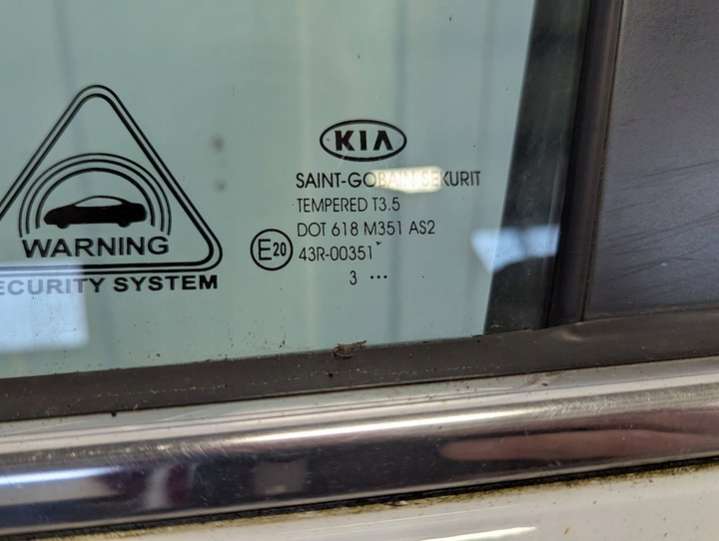 WARNING
ECURITY SYSTEM
KIA
SAINT-GOBAIN SEKURIT
TEMPERED T3.5
DOT 618 M351 AS2
E20
43R-00351
3 ...